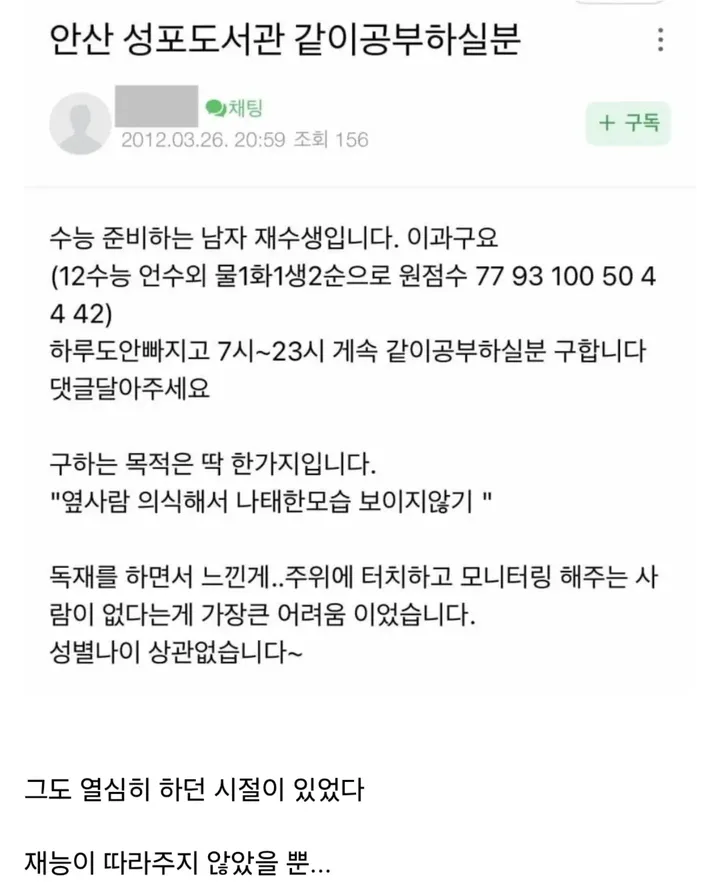 안산 성포도서관 같이공부하실분
채팅
2012.03.26. 20:59 조회 156
+ 구독
수능 준비하는 남자 재수생입니다. 이과구요
(12수능 언수외 물1화1생2순으로 원점수 77 93 100 50 4
4 42)
하루도안빠지고 7시~23시 게속 같이공부하실분 구합니다
댓글달아주세요
구하는 목적은 딱 한가지입니다.
"옆사람 의식해서 나태한모습 보이지않기 "
독재를 하면서 느낀게..주위에 터치하고 모니터링 해주는 사
람이 없다는게 가장큰 어려움 이었습니다.
성별나이 상관없습니다~
그도 열심히 하던 시절이 있었다
재능이 따라주지 않았을 뿐...